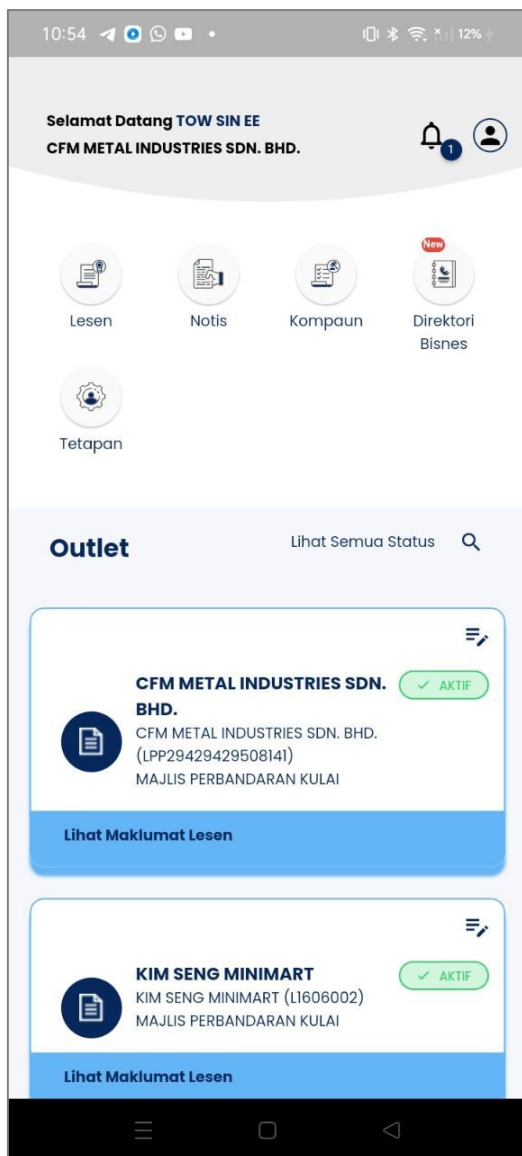 10:54
12%
Selamat Datang TOW SIN EE
CFM METAL INDUSTRIES SDN. BHD.
1
New
Lesen
Notis
Kompaun
Direktori
Bisnes
Tetapan
Outlet
Lihat Semua Status
CFM METAL INDUSTRIES SDN.
BHD.
AKTIF
CFM METAL INDUSTRIES SDN. BHD.
(LPP29429429508141)
MAJLIS PERBANDARAN KULAI
Lihat Maklumat Lesen
KIM SENG MINIMART
AKTIF
KIM SENG MINIMART (L1606002)
MAJLIS PERBANDARAN KULAI
Lihat Maklumat Lesen